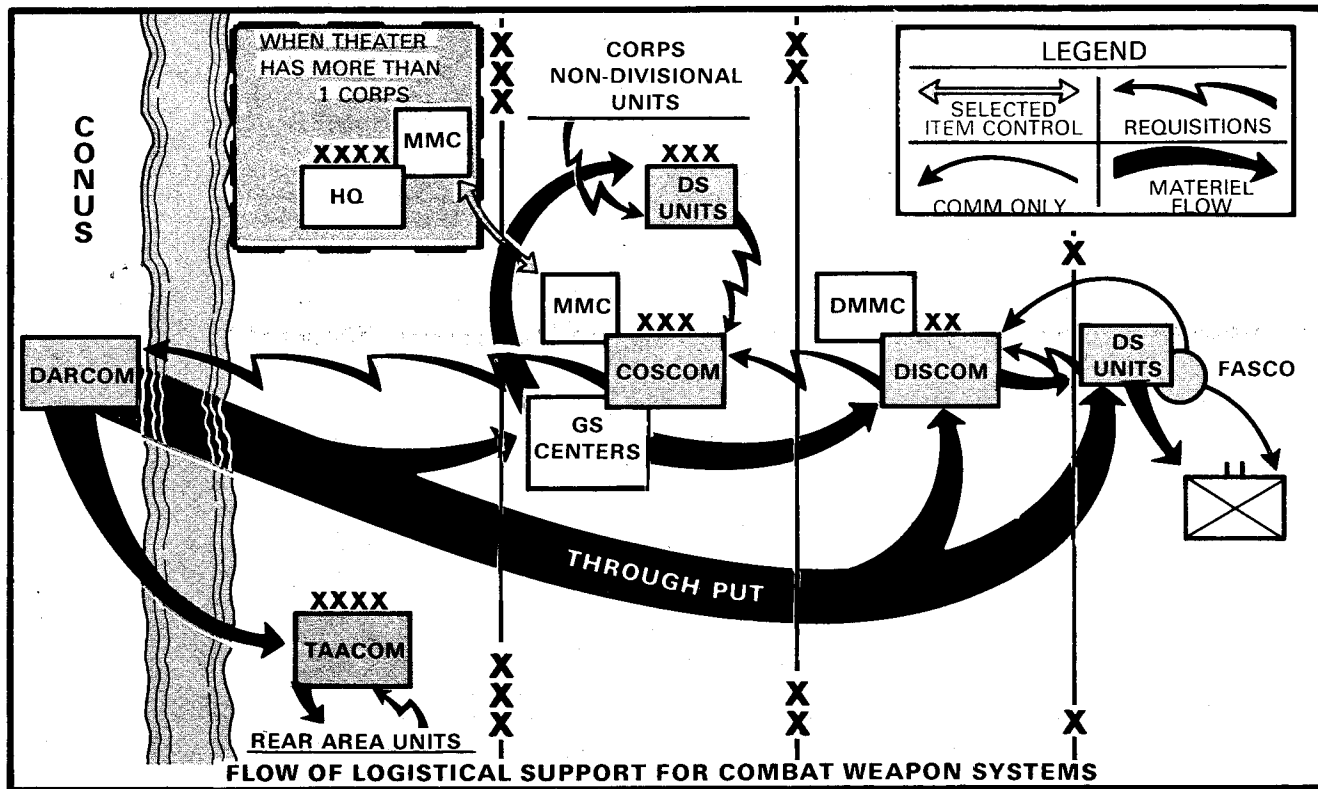 WHEN THEATER
HAS MORE THAN
1 CORPS
MMC
XXXX
HQ
CONUS
XXX
CORPS
NON-DIVISIONAL
UNITS
XXX
DS
UNITS
XX
LEGEND
SELECTED
ITEM CONTROL
REQUISITIONS
COMM ONLY
MATERIEL
FLOW
X
MMC
XXX
COSCOM
GS
CENTERS
DMMC
XX
DISCOM
DS
UNITS
FASCO
DARCOM
THROUGH PUT
XXXX
TAACOM
REAR AREA UNITS
XXX
XX
X
FLOW OF LOGISTICAL SUPPORT FOR COMBAT WEAPON SYSTEMS